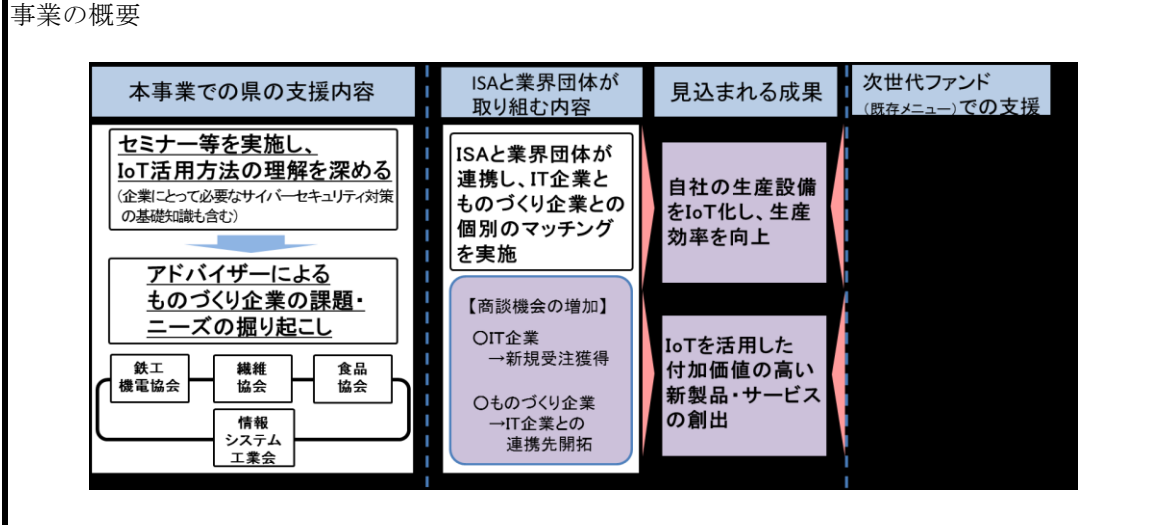 事業の概要
本事業での県の支援内容
セミナー等を実施し、
IoT活用方法の理解を深める
(企業にとって必要なサイバーセキュリティ対策
の基礎知識も含む)
アドバイザーによる
ものづくり企業の課題・
ニーズの掘り起こし
鉄工
機電協会
繊維
協会
食品
協会
情報
システム
工業会
ISAと業界団体が
取り組む内容
ISAと業界団体が
連携し、IT企業と
ものづくり企業との
個別のマッチング
を実施
【商談機会の増加】
○IT企業
→新規受注獲得
○ものづくり企業
→IT企業との
連携先開拓
見込まれる成果
自社の生産設備
をIoT化し、生産
効率を向上
IoTを活用した
付加価値の高い
新製品・サービス
の創出
次世代ファンド
(既存メニュー)での支援